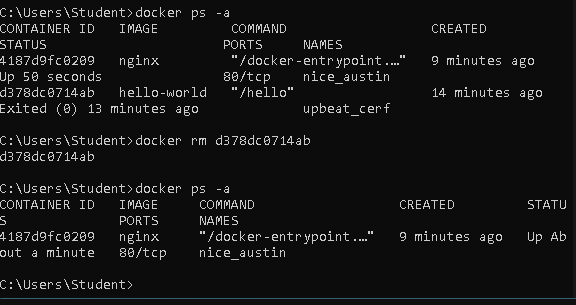 C:\Users\Student>docker ps -a
CONTAINER ID   IMAGE         COMMAND                  CREATED
STATUS                      PORTS     NAMES
4187d9fc0209   nginx         "/docker-entrypoint.…"   9 minutes ago
Up 50 seconds               80/tcp    nice_austin
d378dc0714ab   hello-world   "/hello"                 14 minutes ago
Exited (0) 13 minutes ago             upbeat_cerf
C:\Users\Student>docker rm d378dc0714ab
d378dc0714ab
C:\Users\Student>docker ps -a
CONTAINER ID   IMAGE     COMMAND                  CREATED         STATU
S              PORTS     NAMES
4187d9fc0209   nginx     "/docker-entrypoint.…"   9 minutes ago   Up Ab
out a minute   80/tcp    nice_austin
C:\Users\Student>